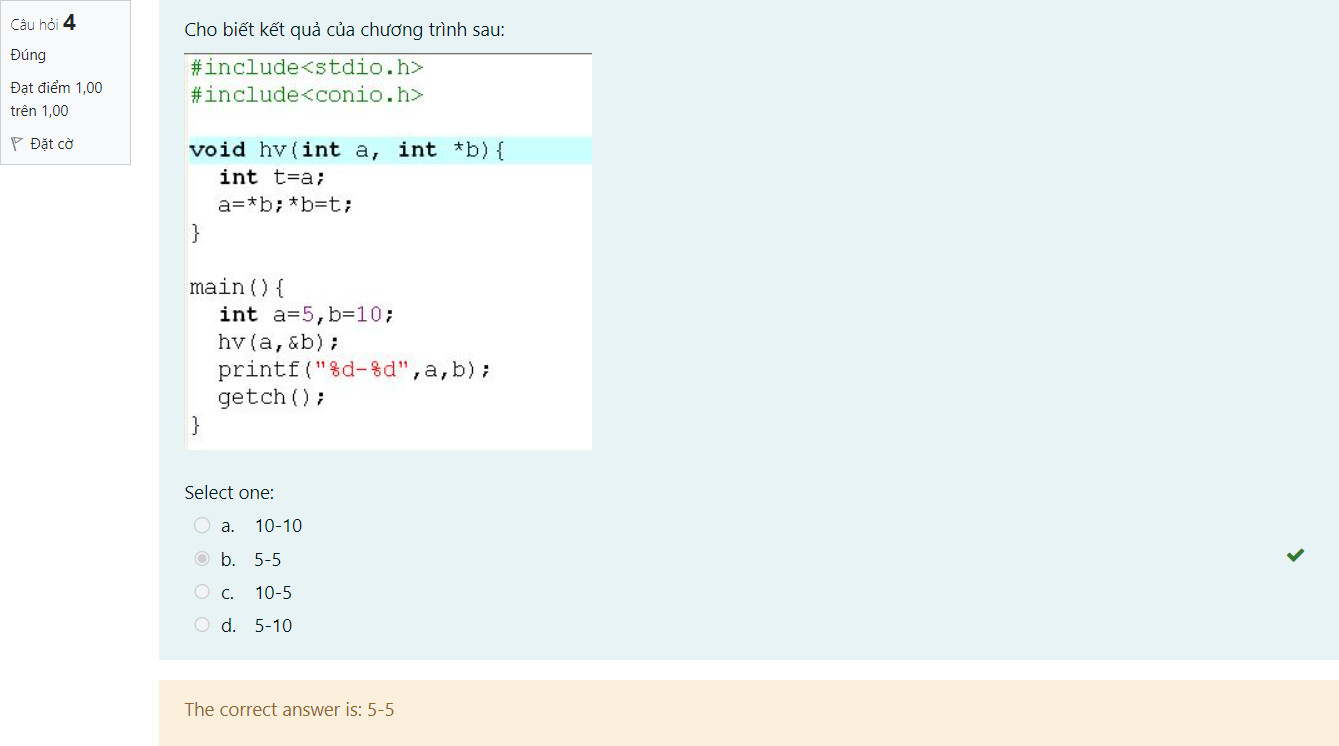 Câu hỏi 4
Đúng
Đạt điểm 1,00
trên 1,00
Đặt cờ
Cho biết kết quả của chương trình sau:
#include<stdio.h>
#include<conio.h>
void hv(int a, int *b){
int t=a;
a=*b;*b=t;
}
main(){
int a=5,b=10;
hv(a,&b);
printf("%d-%d",a,b);
getch();
}
Select one:
a. 10-10
b. 5-5
c. 10-5
d. 5-10
The correct answer is: 5-5